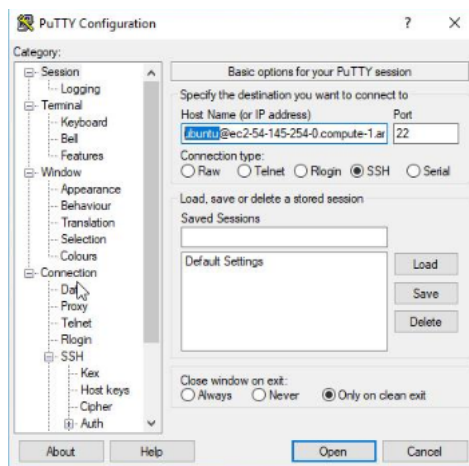 PuTTY Configuration
? X
Category:
Session
Logging
Terminal
Keyboard
Bell
Features
Window
Appearance
Behaviour
Translation
Selection
Colours
Connection
Proxy
Telnet
Rlogin
SSH
Kex
Host keys
Cipher
Auth
Basic options for your PuTTY session
Specify the destination you want to connect to
Host Name (or IP address) Port
ubuntu@ec2-54-145-254-0.compute-1.ar 22
Connection type:
Raw Telnet Rlogin SSH Serial
Load, save or delete a stored session
Saved Sessions
Default Settings
Load
Save
Delete
Close window on exit:
Always Never Only on clean exit
About Help Open Cancel